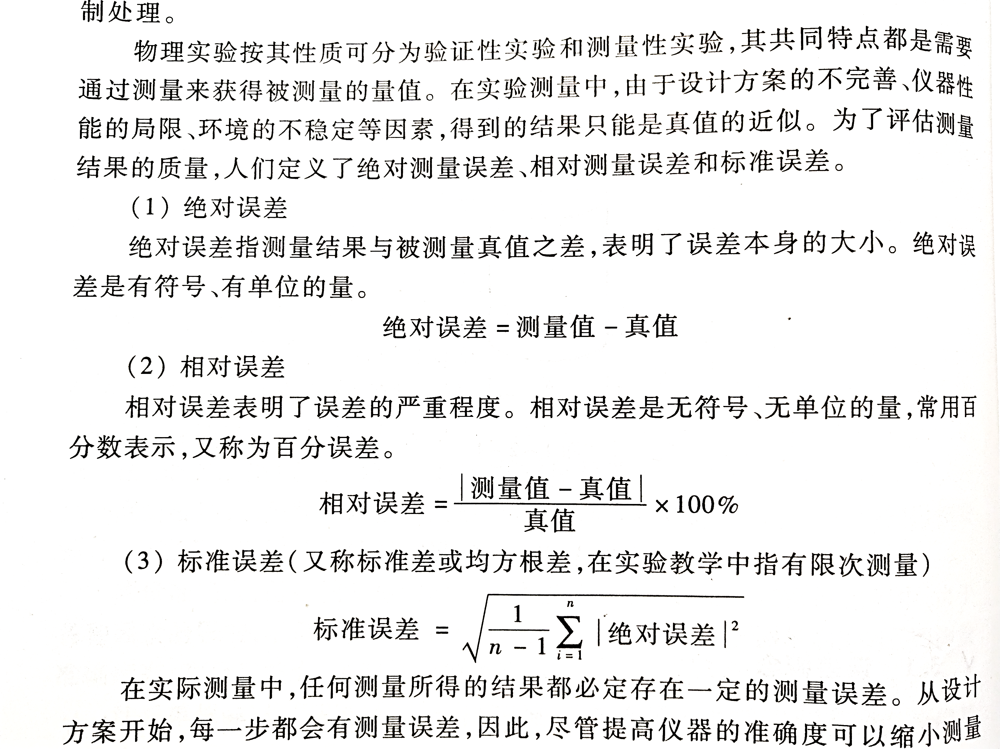 制处理。
物理实验按其性质可分为验证性实验和测量性实验,其共同特点都是需要
通过测量来获得被测量的量值。在实验测量中,由于设计方案的不完善、仪器性
能的局限、环境的不稳定等因素,得到的结果只能是真值的近似。为了评估测量
结果的质量,人们定义了绝对测量误差、相对测量误差和标准误差。
(1) 绝对误差
绝对误差指测量结果与被测量真值之差,表明了误差本身的大小。绝对误
差是有符号、有单位的量。
绝对误差 = 测量值 - 真值
(2) 相对误差
相对误差表明了误差的严重程度。相对误差是无符号、无单位的量,常用百
分数表示,又称为百分误差。
相对误差 = |测量值 - 真值| / 真值 × 100%
(3) 标准误差(又称标准差或均方根差,在实验教学中指有限次测量)
标准误差 = √(1/(n - 1) ∑_{i=1}^{n} |绝对误差|²)
在实际测量中,任何测量所得的结果都必定存在一定的测量误差。从设计
方案开始,每一步都会有测量误差,因此,尽管提高仪器的准确度可以缩小测量